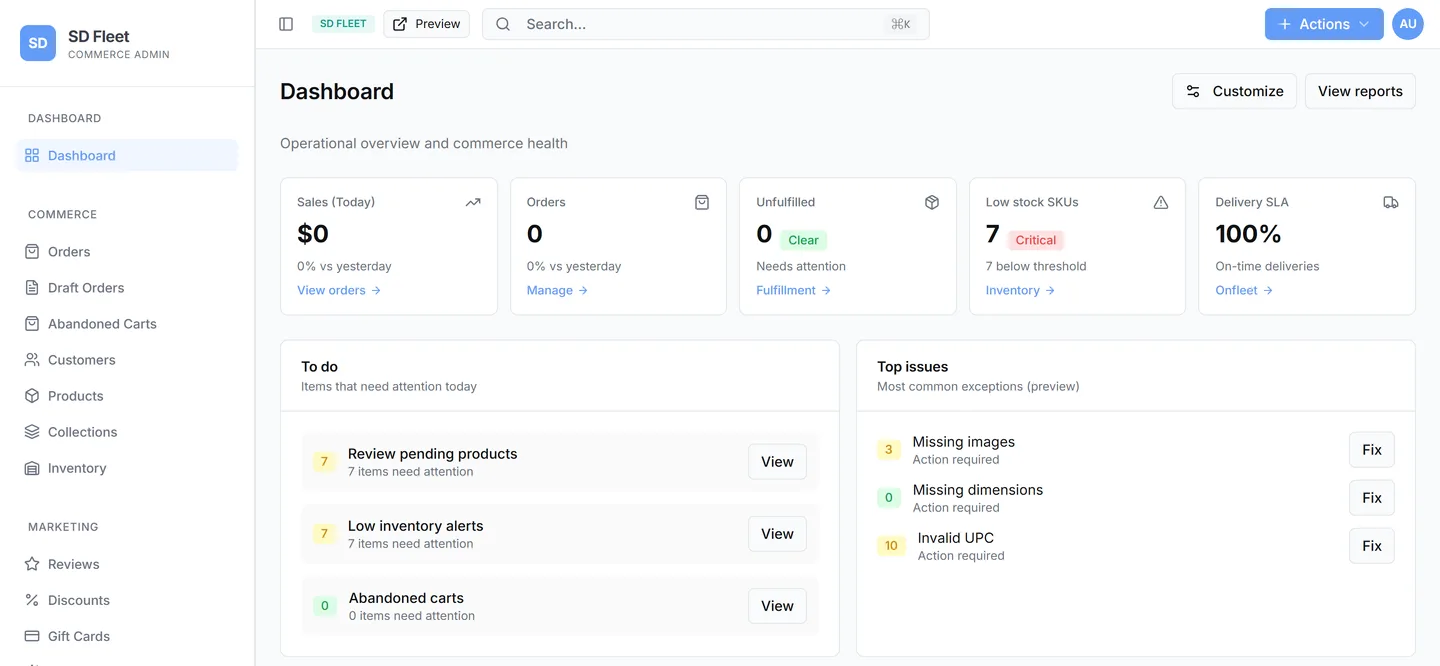 SD
SD Fleet
COMMERCE ADMIN
SD FLEET
Preview
Search...
⌘K
Actions
AU
DASHBOARD
Dashboard
COMMERCE
Orders
Draft Orders
Abandoned Carts
Customers
Products
Collections
Inventory
MARKETING
Reviews
Discounts
Gift Cards
Dashboard
Customize
View reports
Operational overview and commerce health
Sales (Today)
$0
0% vs yesterday
View orders →
Orders
0
0% vs yesterday
Manage →
Unfulfilled
0 Clear
Needs attention
Fulfillment →
Low stock SKUs
7 Critical
7 below threshold
Inventory →
Delivery SLA
100%
On-time deliveries
Onfleet →
To do
Items that need attention today
7 Review pending products
7 items need attention
View
7 Low inventory alerts
7 items need attention
View
0 Abandoned carts
0 items need attention
View
Top issues
Most common exceptions (preview)
3 Missing images
Action required
Fix
0 Missing dimensions
Action required
Fix
10 Invalid UPC
Action required
Fix